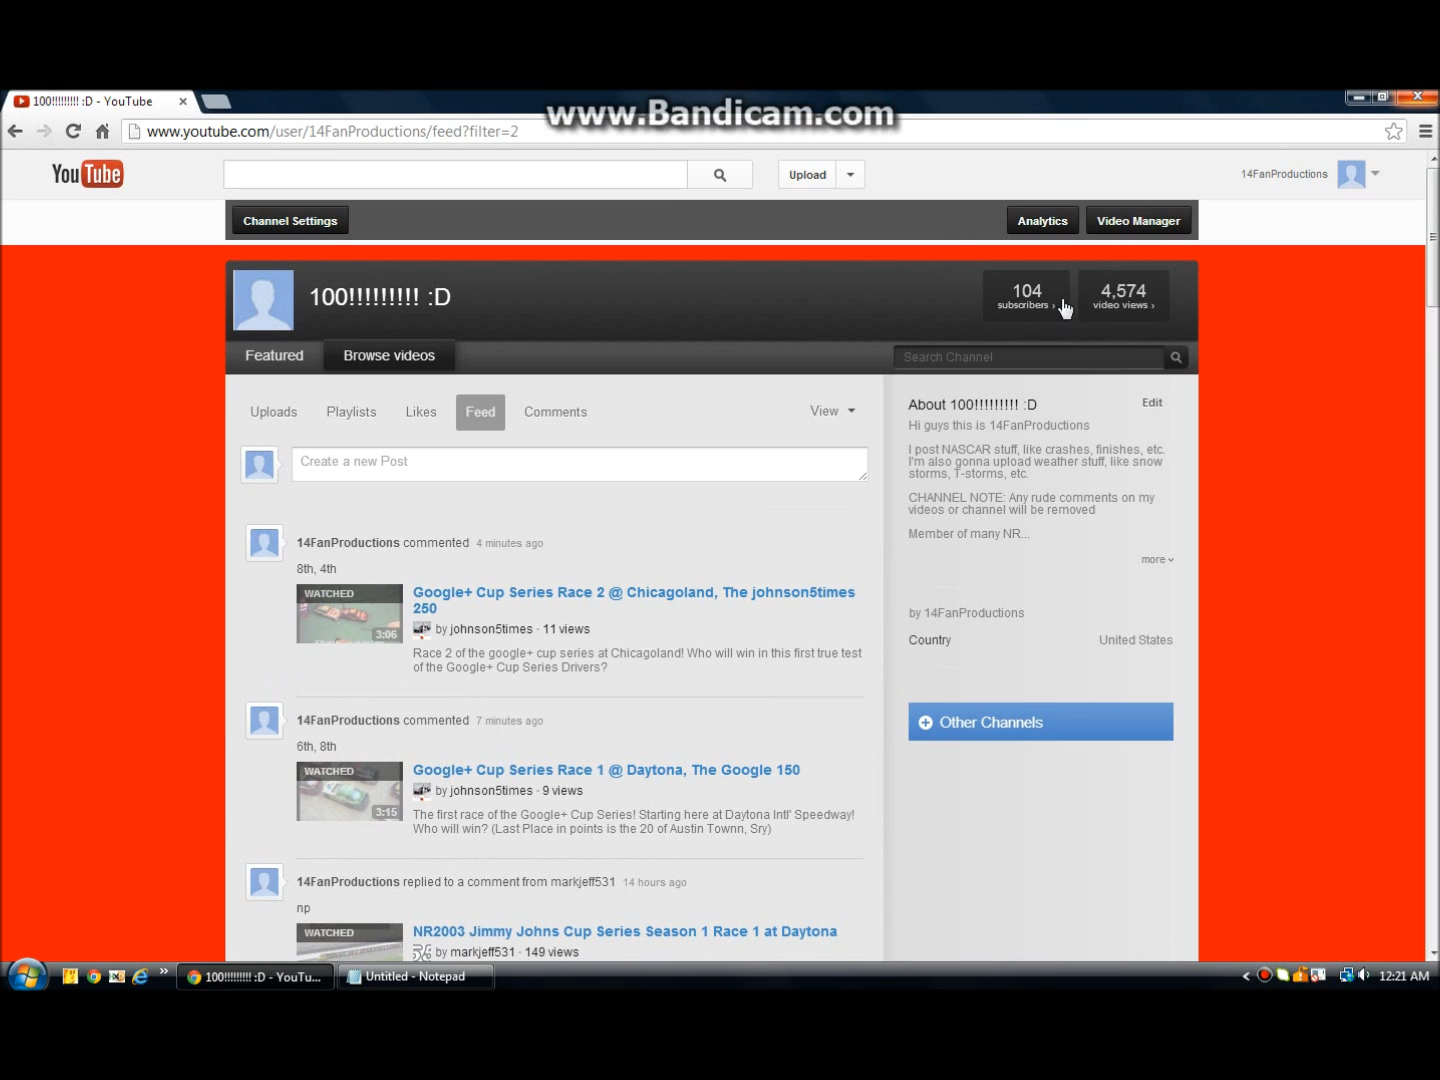 100!!!!!!!!! :D - YouTube
www.Bandicam.com
www.youtube.com/user/14FanProductions/feed?filter=2
YouTube
Upload
14FanProductions
Channel Settings
Analytics
Video Manager
100!!!!!!!!! :D
104
subscribers ›
4,574
video views ›
Featured
Browse videos
Search Channel
Uploads
Playlists
Likes
Feed
Comments
View
Create a new Post
14FanProductions commented 4 minutes ago
8th, 4th
WATCHED
3:06
Google+ Cup Series Race 2 @ Chicagoland, The johnson5times
250
by johnson5times · 11 views
Race 2 of the google+ cup series at Chicagoland! Who will win in this first true test
of the Google+ Cup Series Drivers?
14FanProductions commented 7 minutes ago
6th, 8th
WATCHED
3:15
Google+ Cup Series Race 1 @ Daytona, The Google 150
by johnson5times · 9 views
The first race of the Google+ Cup Series! Starting here at Daytona Intl' Speedway!
Who will win? (Last Place in points is the 20 of Austin Townn, Sry)
14FanProductions replied to a comment from markjeff531 14 hours ago
np
WATCHED
NR2003 Jimmy Johns Cup Series Season 1 Race 1 at Daytona
by markjeff531 · 149 views
About 100!!!!!!!!! :D
Edit
Hi guys this is 14FanProductions
I post NASCAR stuff, like crashes, finishes, etc.
I'm also gonna upload weather stuff, like snow
storms, T-storms, etc.
CHANNEL NOTE: Any rude comments on my
videos or channel will be removed
Member of many NR...
more
by 14FanProductions
Country
United States
Other Channels
100!!!!!!!!! :D - YouTu...
Untitled - Notepad
12:21 AM